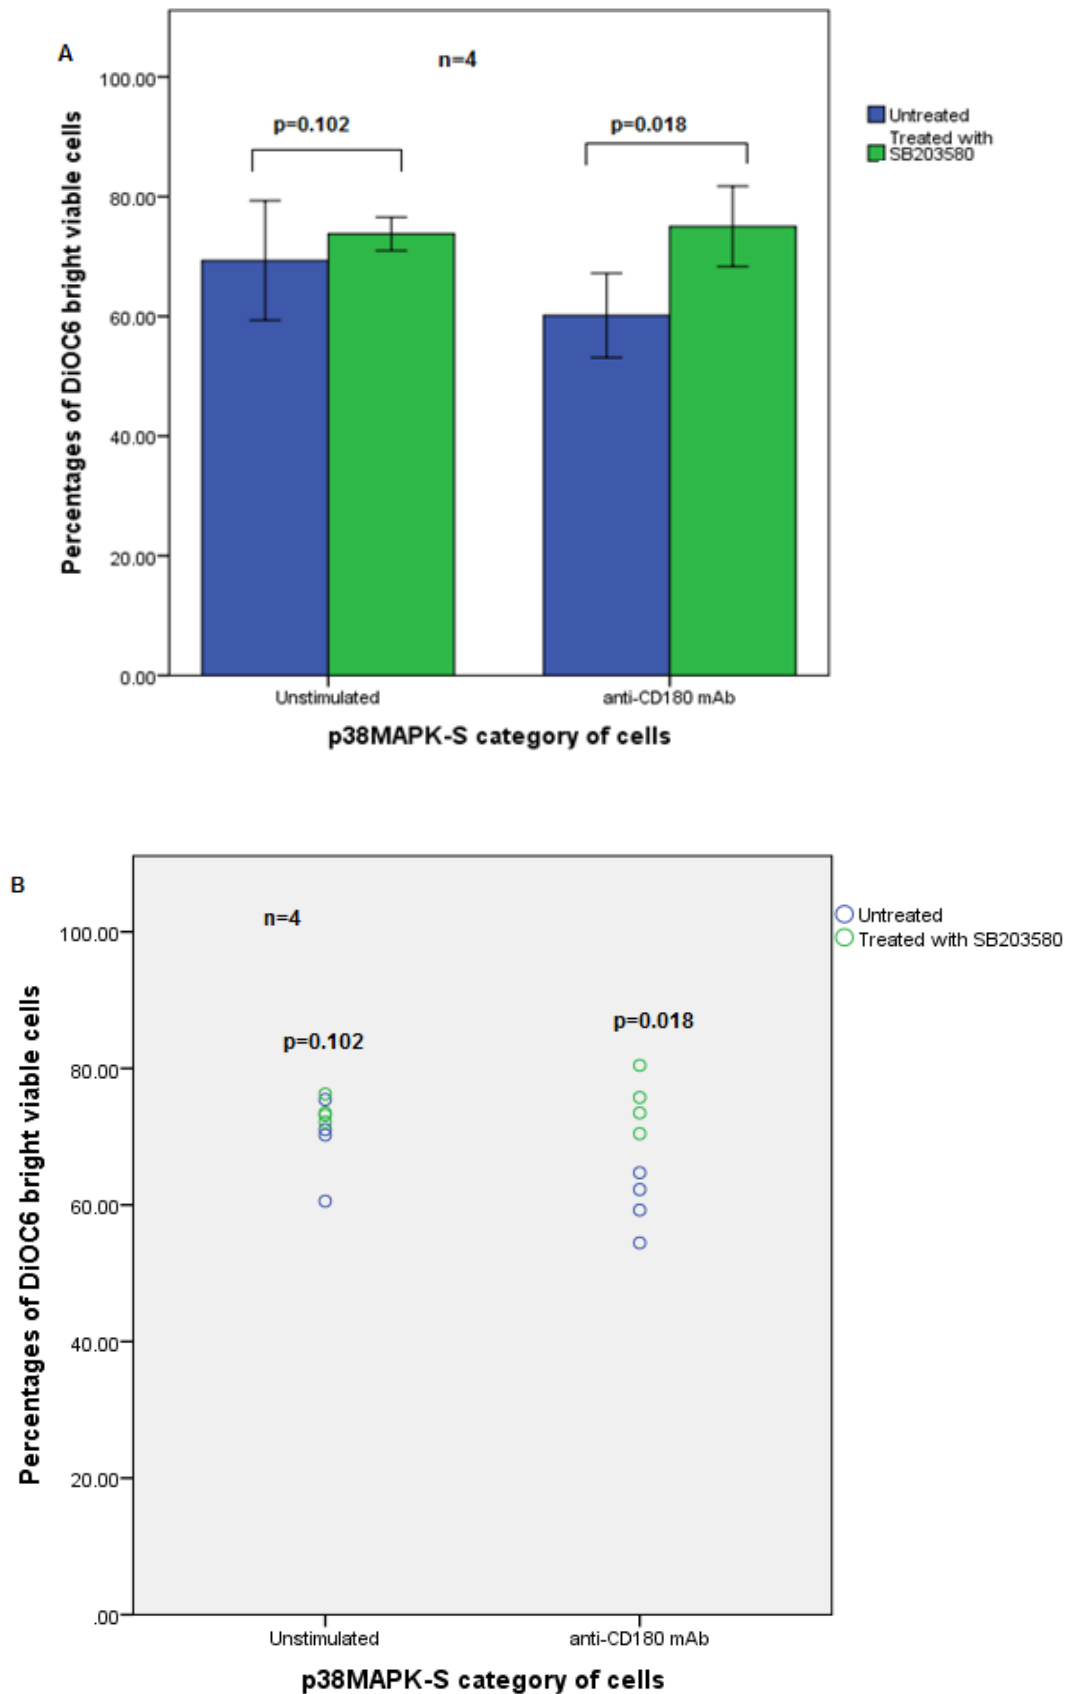 A
n=4
100.00
p=0.102
p=0.018
Untreated
Treated with
SB203580
80.00
60.00
40.00
20.00
0.00
Percentages of DiOC6 bright viable cells
Unstimulated
anti-CD180 mAb
p38MAPK-S category of cells
B
n=4
Untreated
Treated with SB203580
100.00
p=0.102
p=0.018
80.00
60.00
40.00
20.00
.00
Percentages of DiOC6 bright viable cells
Unstimulated
anti-CD180 mAb
p38MAPK-S category of cells